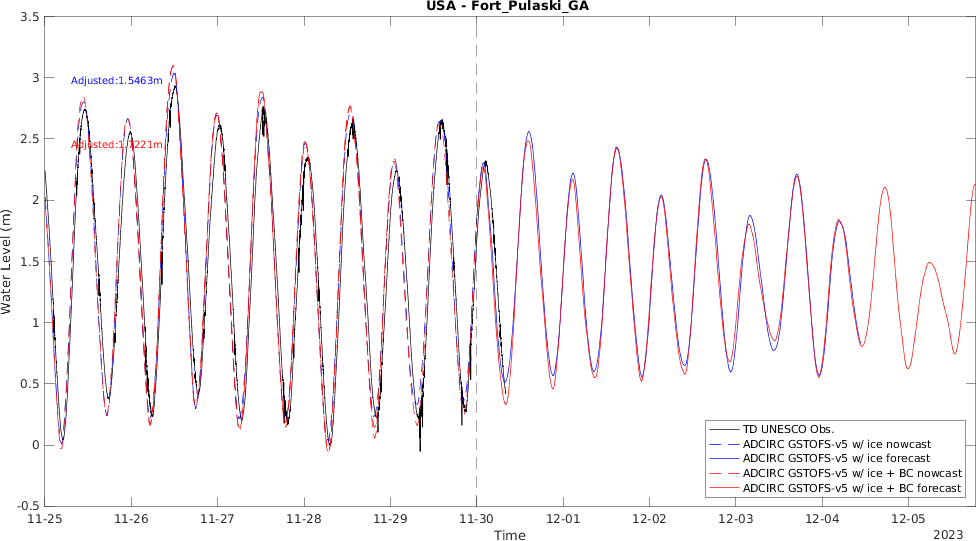 USA - Fort_Pulaski_GA
3.5
3
2.5
2
1.5
1
0.5
0
-0.5
Water Level (m)
Adjusted:1.5463m
11-25
11-26
11-27
11-28
11-29
11-30
12-01
12-02
12-03
12-04
12-05
Time
2023
TD UNESCO Obs.
ADCIRC GSTOFS-v5 w/ ice nowcast
ADCIRC GSTOFS-v5 w/ ice forecast
ADCIRC GSTOFS-v5 w/ ice + BC nowcast
ADCIRC GSTOFS-v5 w/ ice + BC forecast